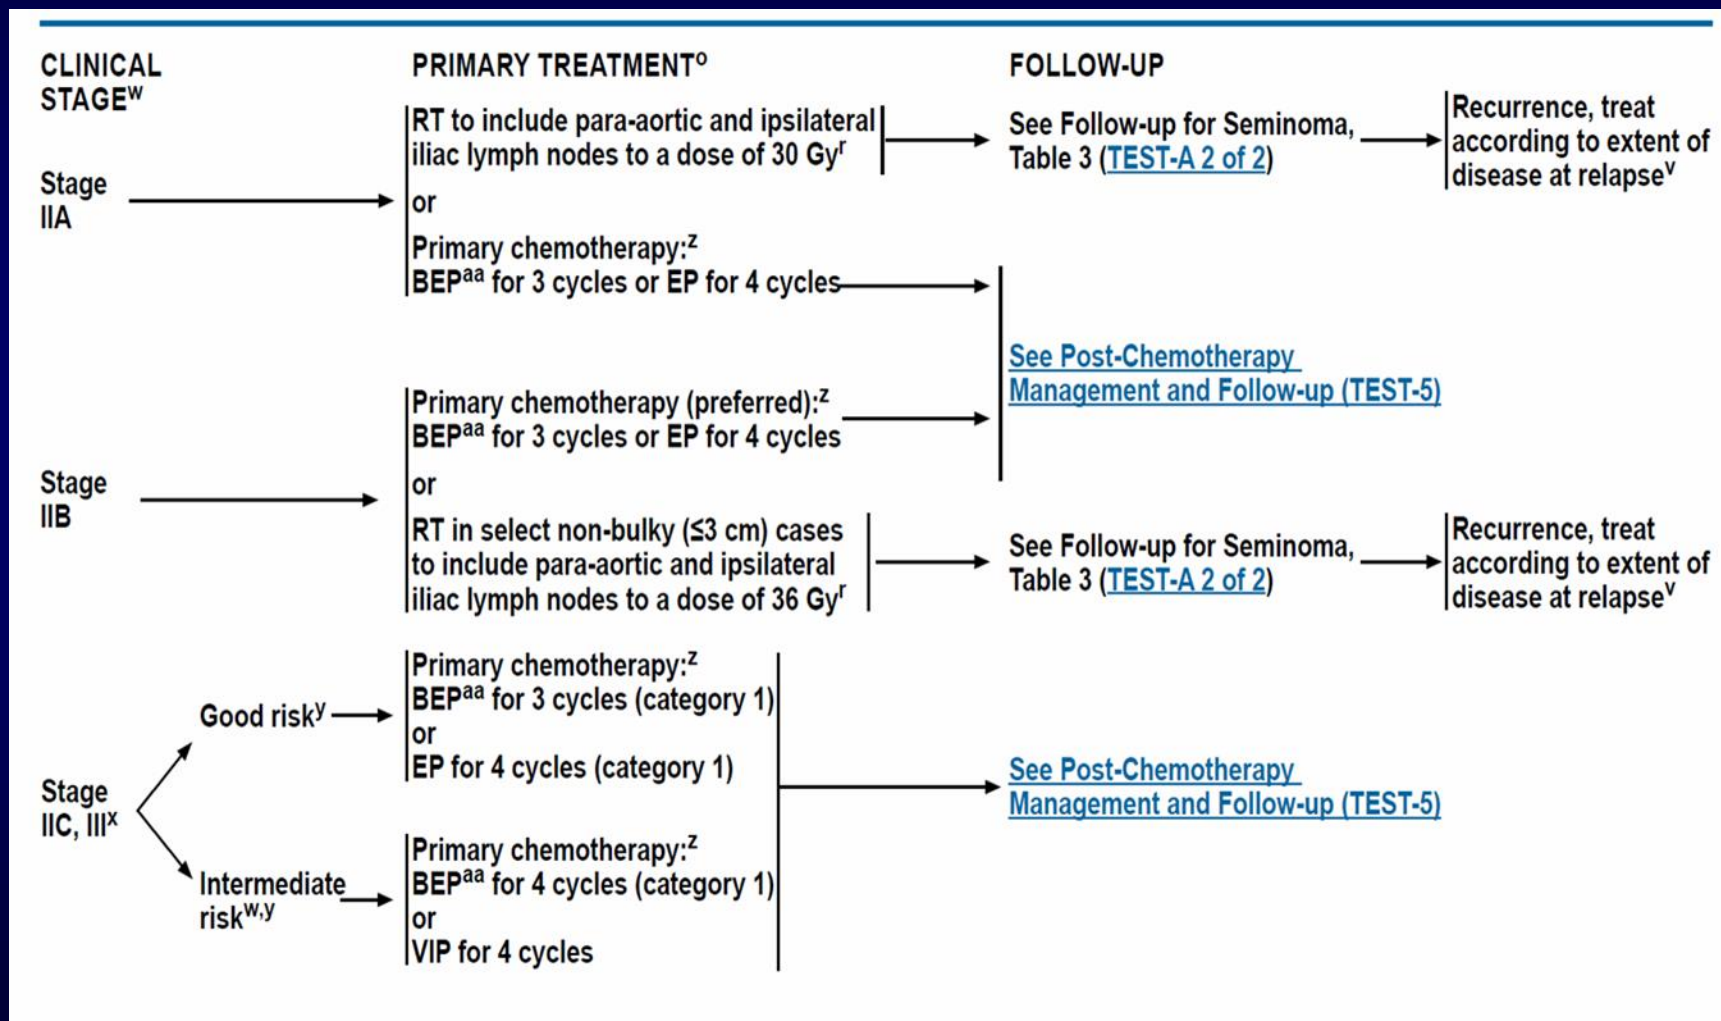 CLINICAL
STAGEʷ
PRIMARY TREATMENTᵒ
FOLLOW-UP
Stage
IIA
RT to include para-aortic and ipsilateral
iliac lymph nodes to a dose of 30 Gyʳ
or
Primary chemotherapy:ᶻ
BEPᵃᵃ for 3 cycles or EP for 4 cycles
See Follow-up for Seminoma,
Table 3 (TEST-A 2 of 2)
Recurrence, treat
according to extent of
disease at relapseᵛ
See Post-Chemotherapy
Management and Follow-up (TEST-5)
Stage
IIB
Primary chemotherapy (preferred):ᶻ
BEPᵃᵃ for 3 cycles or EP for 4 cycles
or
RT in select non-bulky (≤3 cm) cases
to include para-aortic and ipsilateral
iliac lymph nodes to a dose of 36 Gyʳ
See Follow-up for Seminoma,
Table 3 (TEST-A 2 of 2)
Recurrence, treat
according to extent of
disease at relapseᵛ
Stage
IIC, IIIˣ
Good riskʸ
Primary chemotherapy:ᶻ
BEPᵃᵃ for 3 cycles (category 1)
or
EP for 4 cycles (category 1)
Intermediate
riskʷ,ʸ
Primary chemotherapy:ᶻ
BEPᵃᵃ for 4 cycles (category 1)
or
VIP for 4 cycles
See Post-Chemotherapy
Management and Follow-up (TEST-5)